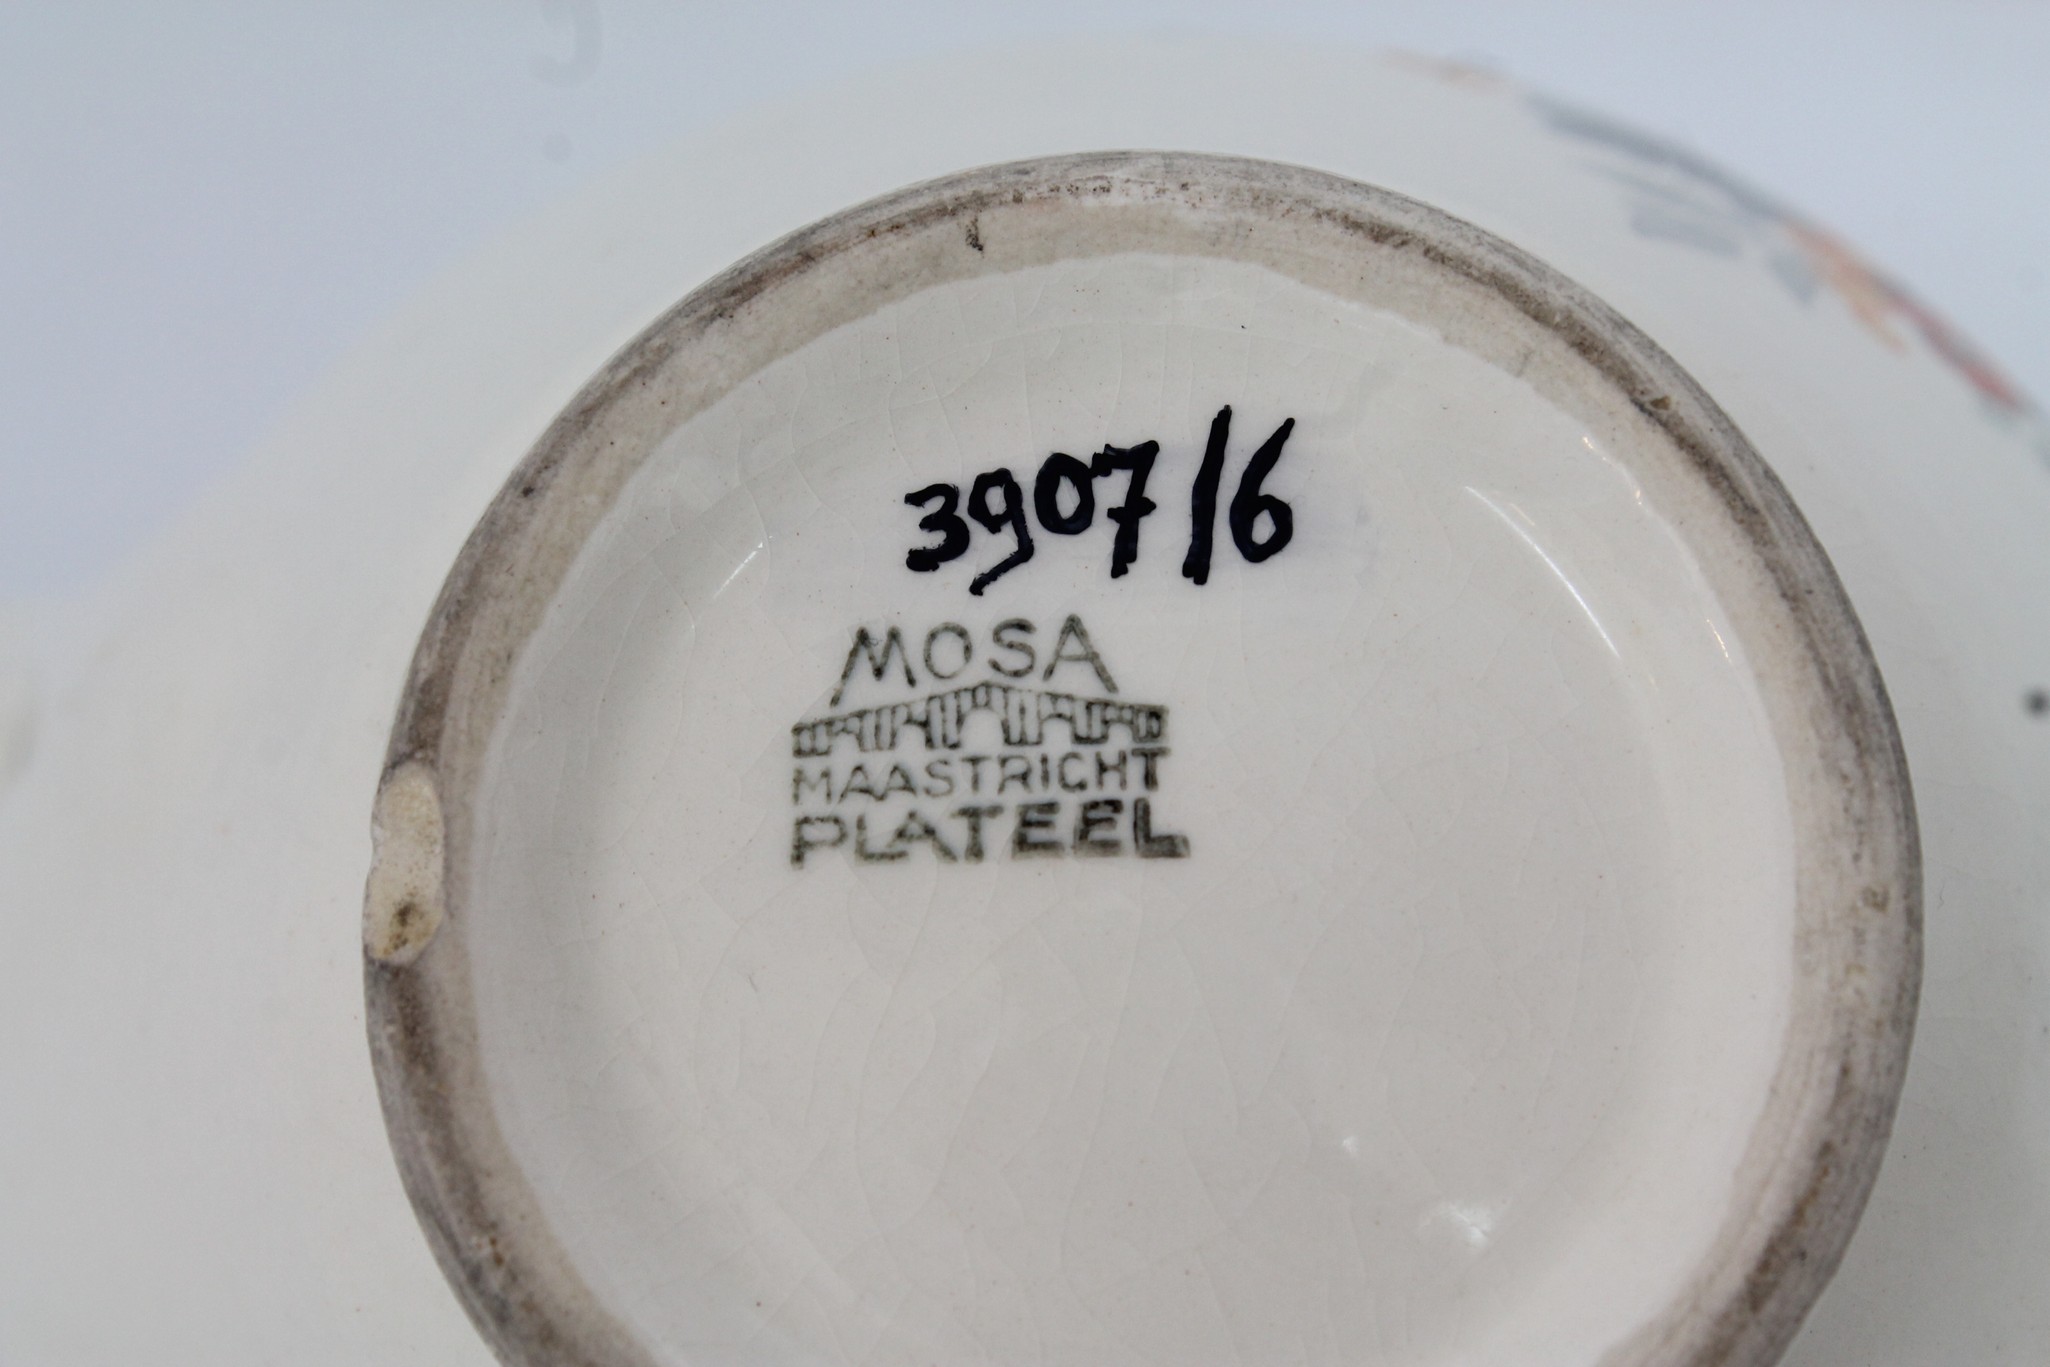 3907/6
MOSA
MAASTRICHT
PLATEEL